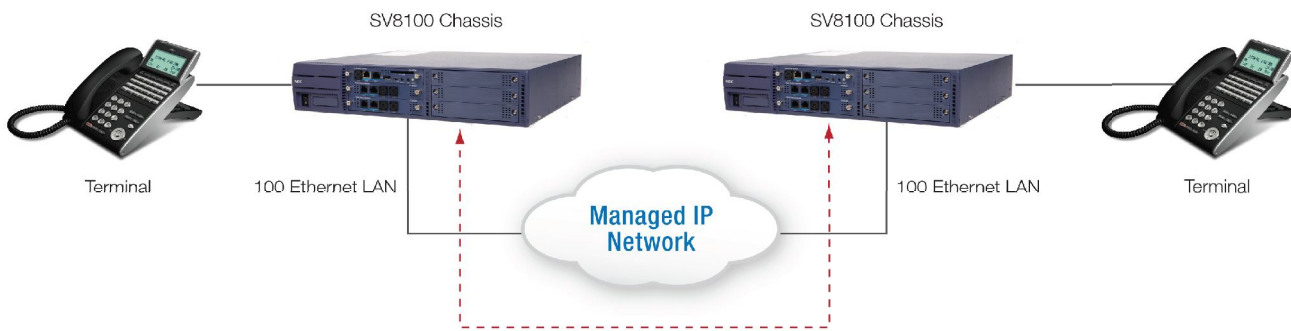 SV8100 Chassis
SV8100 Chassis
Terminal
100 Ethernet LAN
Managed IP
Network
100 Ethernet LAN
Terminal